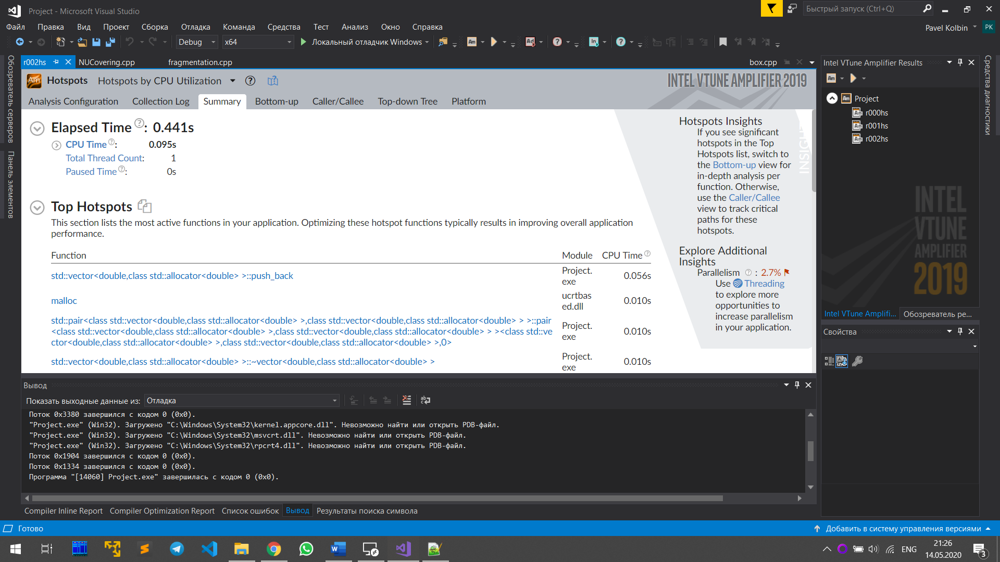 Project - Microsoft Visual Studio
Быстрый запуск (Ctrl+Q)
Файл Правка Вид Проект Сборка Отладка Команда Средства Тест Анализ Окно Справка
Pavel Kolbin PK
Debug x64 Локальный отладчик Windows
Обозреватель серверов
Панель элементов
r002hs NUCovering.cpp fragmentation.cpp box.cpp
Hotspots Hotspots by CPU Utilization
INTEL VTUNE AMPLIFIER 2019
Analysis Configuration Collection Log Summary Bottom-up Caller/Callee Top-down Tree Platform
Elapsed Time ?: 0.441s
CPU Time ?: 0.095s
Total Thread Count: 1
Paused Time ?: 0s
Top Hotspots
This section lists the most active functions in your application. Optimizing these hotspot functions typically results in improving overall application
performance.
Function Module CPU Time ?
std::vector<double,class std::allocator<double> >::push_back Project.exe 0.056s
malloc ucrtbased.dll 0.010s
std::pair<class std::vector<double,class std::allocator<double> >,class std::vector<double,class std::allocator<double> > >::pair
<class std::vector<double,class std::allocator<double> >,class std::vector<double,class std::allocator<double> > ><class std::ve
ctor<double,class std::allocator<double> >,class std::vector<double,class std::allocator<double> >,0> Project.exe 0.010s
std::vector<double,class std::allocator<double> >::~vector<double,class std::allocator<double> > Project.exe 0.010s
Hotspots Insights
If you see significant
hotspots in the Top
Hotspots list, switch to
the Bottom-up view for
in-depth analysis per
function. Otherwise,
use the Caller/Callee
view to track critical
paths for these
hotspots.
Explore Additional
Insights
Parallelism ? : 2.7%
Use Threading
to explore more
opportunities to
increase parallelism
in your application.
Intel VTune Amplifier Results
Project
r000hs
r001hs
r002hs
INTEL
VTUNE
AMPLIFIER
2019
Intel VTune Amplifi... Обозреватель ре...
Свойства
Средства диагностики
Вывод
Показать выходные данные из: Отладка
Поток 0x3380 завершился с кодом 0 (0x0).
"Project.exe" (Win32). Загружено "C:\Windows\System32\kernel.appcore.dll". Невозможно найти или открыть PDB-файл.
"Project.exe" (Win32). Загружено "C:\Windows\System32\msvcrt.dll". Невозможно найти или открыть PDB-файл.
"Project.exe" (Win32). Загружено "C:\Windows\System32\rpcrt4.dll". Невозможно найти или открыть PDB-файл.
Поток 0x1904 завершился с кодом 0 (0x0).
Поток 0x1334 завершился с кодом 0 (0x0).
Программа "[14060] Project.exe" завершилась с кодом 0 (0x0).
Compiler Inline Report Compiler Optimization Report Список ошибок Вывод Результаты поиска символа
Готово
Добавить в систему управления версиями
ENG
21:26
14.05.2020
3